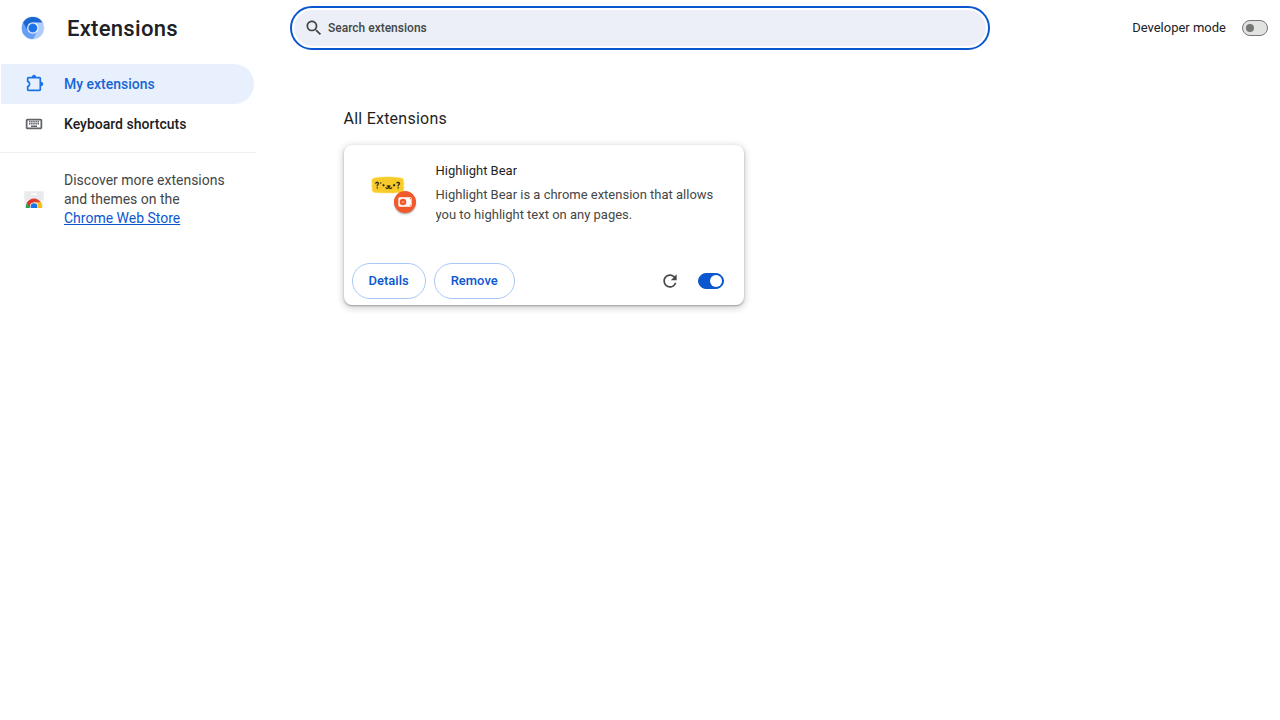 Extensions
Search extensions
Developer mode
My extensions
Keyboard shortcuts
Discover more extensions
and themes on the
Chrome Web Store
All Extensions
Highlight Bear
Highlight Bear is a chrome extension that allows
you to highlight text on any pages.
Details
Remove